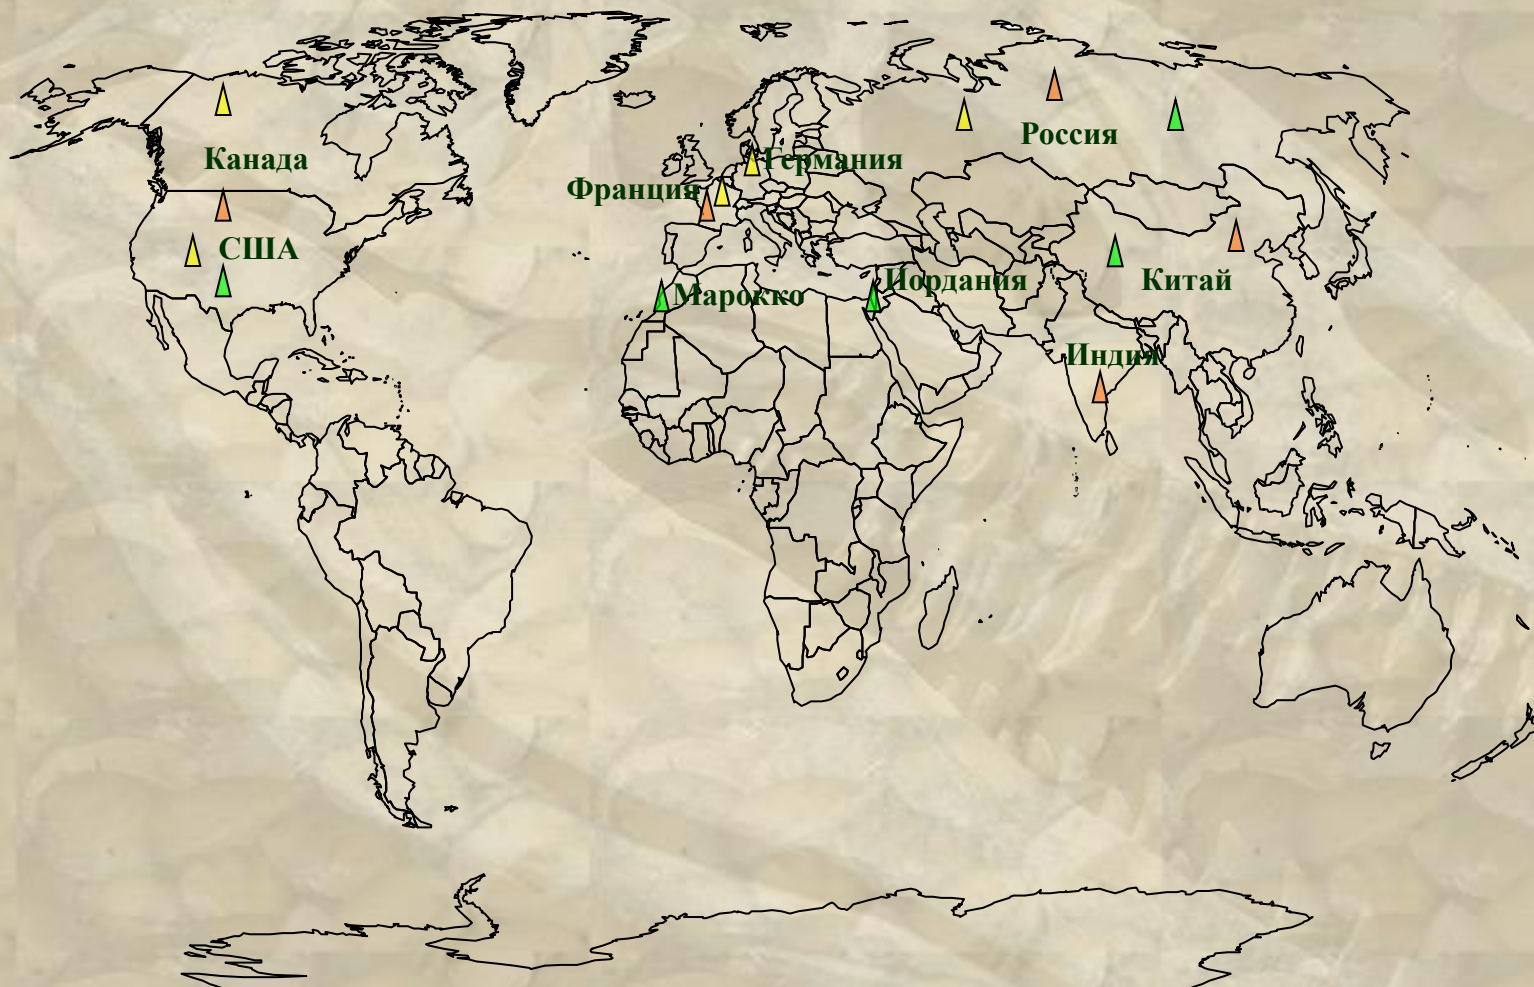 Канада
Россия
Германия
Франция
США
Марокко
Иордания
Китай
Индия